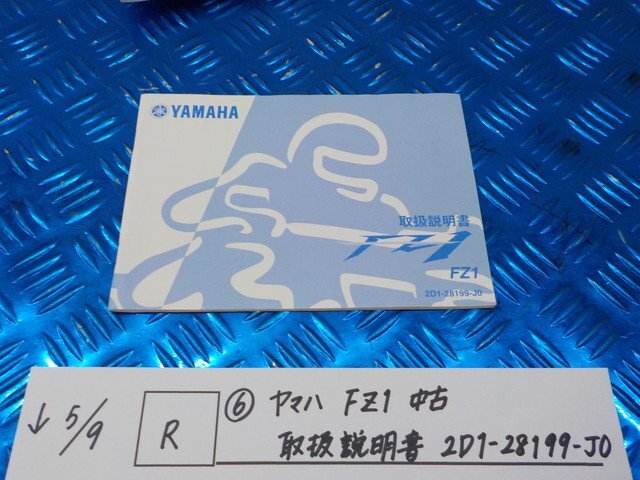 YAMAHA
取扱説明書
FZ1
FZ1
2D1-28199-J0
↓ 5/9 R ⑥ ヤマハ FZ1 中古
取扱説明書 2D1-28199-J0